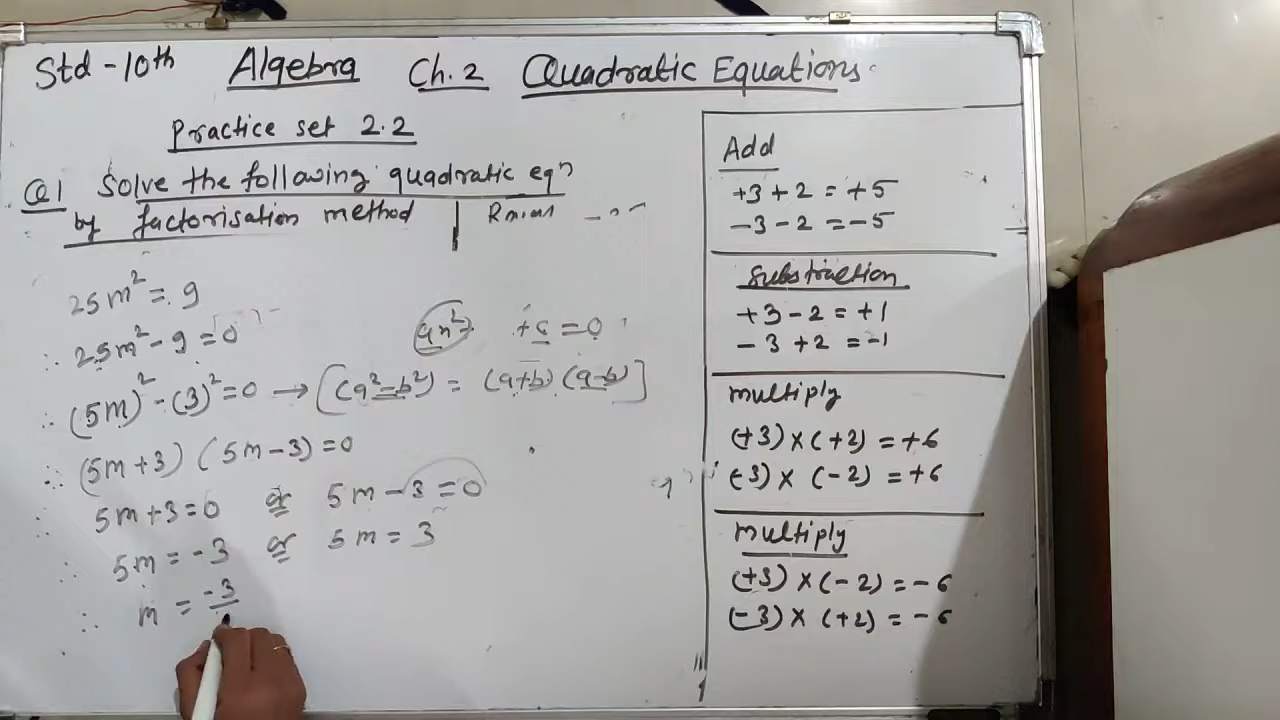 Std - 10th Algebra Ch. 2 Quadratic Equations
Practice set 2.2
Q1 Solve the following quadratic eqn
by factorisation method
25m² = 9
∴ 25m² - 9 = 0
an² + c = 0
∴ (5m)² - (3)² = 0 → [(a² - b²) = (a+b) (a-b)]
∴ (5m+3) (5m-3) = 0
∴ 5m+3 = 0 or 5m-3 = 0
∴ 5m = -3 or 5m = 3
∴ m = -3
Add
+3 + 2 = +5
-3 - 2 = -5
Substraction
+3 - 2 = +1
-3 + 2 = -1
multiply
(+3) × (+2) = +6
(-3) × (-2) = +6
multiply
(+3) × (-2) = -6
(-3) × (+2) = -6